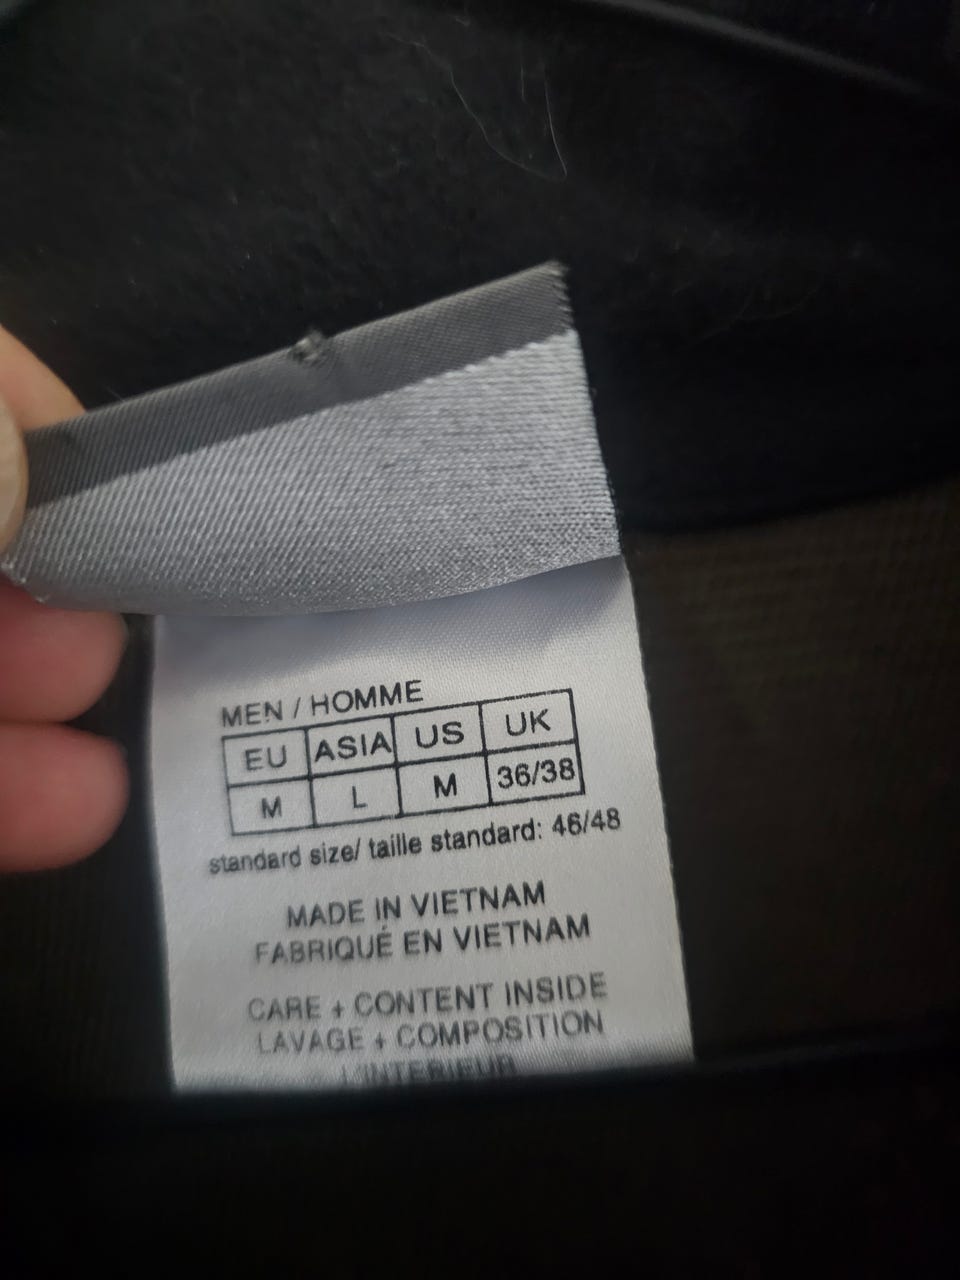 MEN / HOMME
EU ASIA US UK
M L M 36/38
standard size/ taille standard: 46/48
MADE IN VIETNAM
FABRIQUÉ EN VIETNAM
CARE + CONTENT INSIDE
LAVAGE + COMPOSITION
L'INTERIEUR